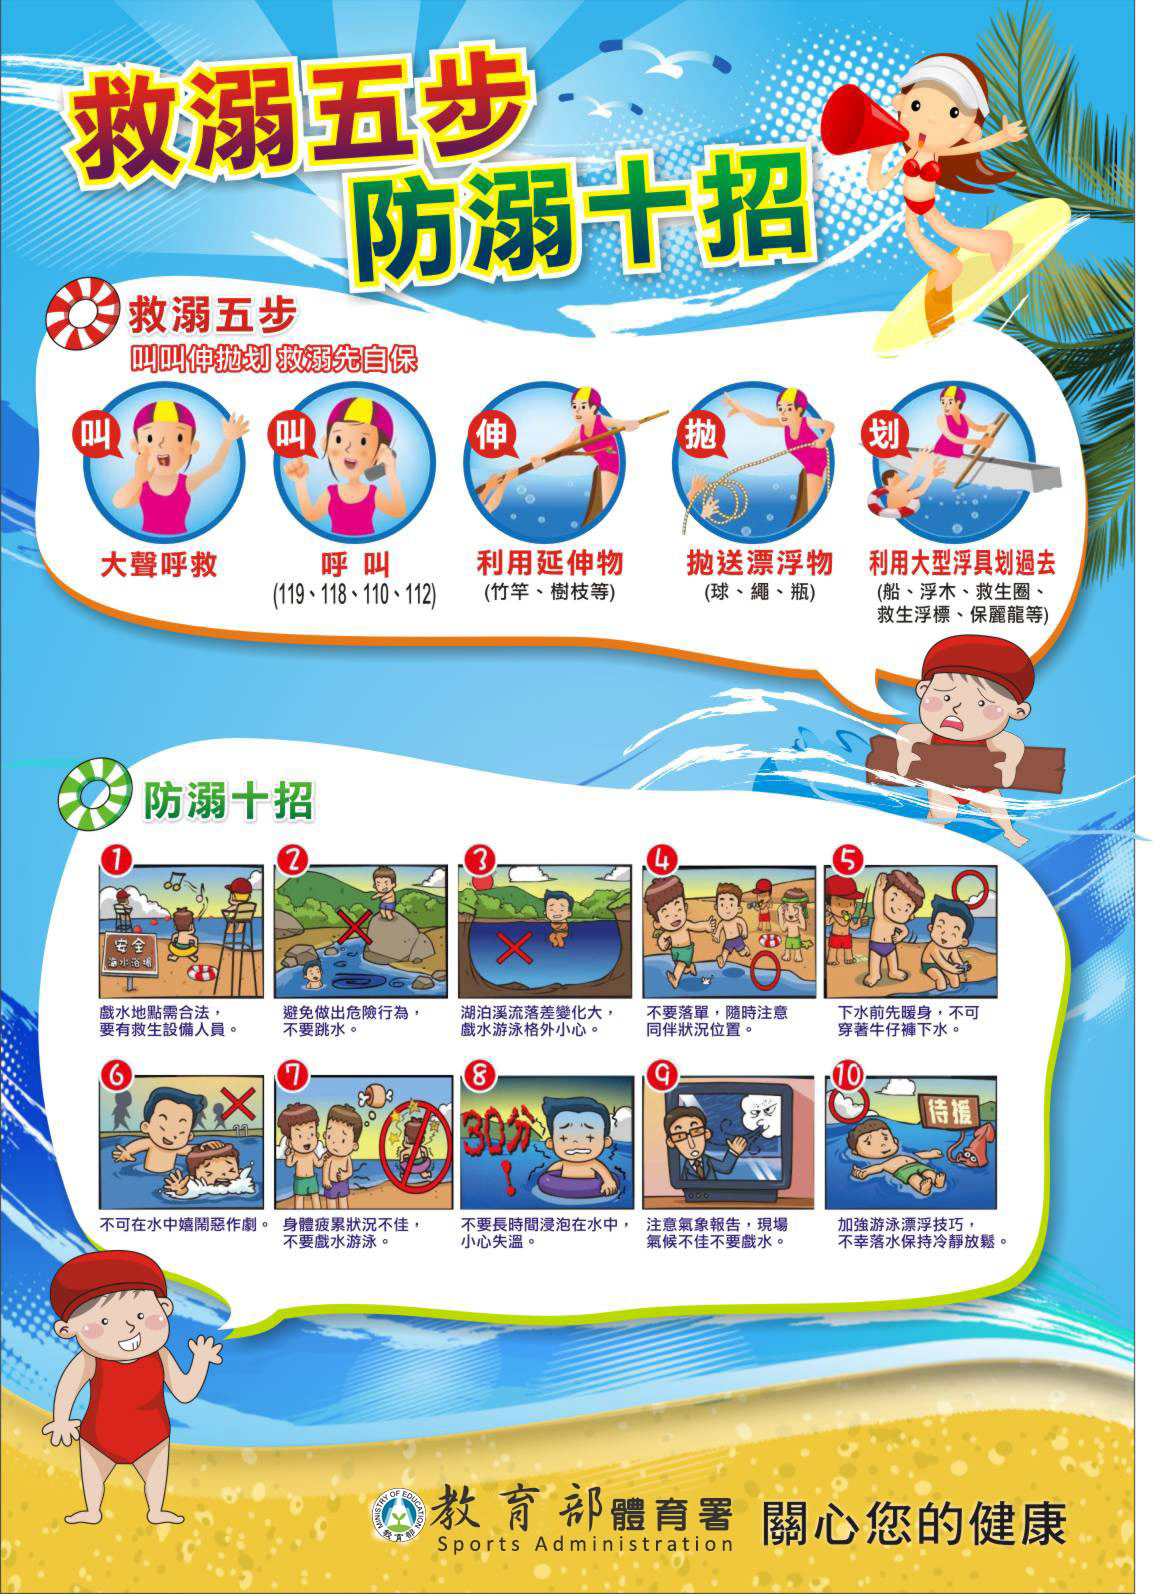 救溺五步
防溺十招
救溺五步
叫叫伸拋划 救溺先自保
叫
叫
伸
拋
划
大聲呼救
呼 叫
(119、118、110、112)
利用延伸物
(竹竿、樹枝等)
拋送漂浮物
(球、繩、瓶)
利用大型浮具划過去
(船、浮木、救生圈、
救生浮標、保麗龍等)
防溺十招
1
安全
海水浴場
戲水地點需合法，
要有救生設備人員。
2
避免做出危險行為，
不要跳水。
3
湖泊溪流落差變化大，
戲水游泳格外小心。
4
不要落單，隨時注意
同伴狀況位置。
5
下水前先暖身，不可
穿著牛仔褲下水。
6
不可在水中嬉鬧惡作劇。
7
身體疲累狀況不佳，
不要戲水游泳。
8
30分!
不要長時間浸泡在水中，
小心失溫。
9
注意氣象報告，現場
氣候不佳不要戲水。
10
待援
加強游泳漂浮技巧，
不幸落水保持冷靜放鬆。
MINISTRY OF EDUCATION
教育部
教育部體育署
Sports Administration
關心您的健康